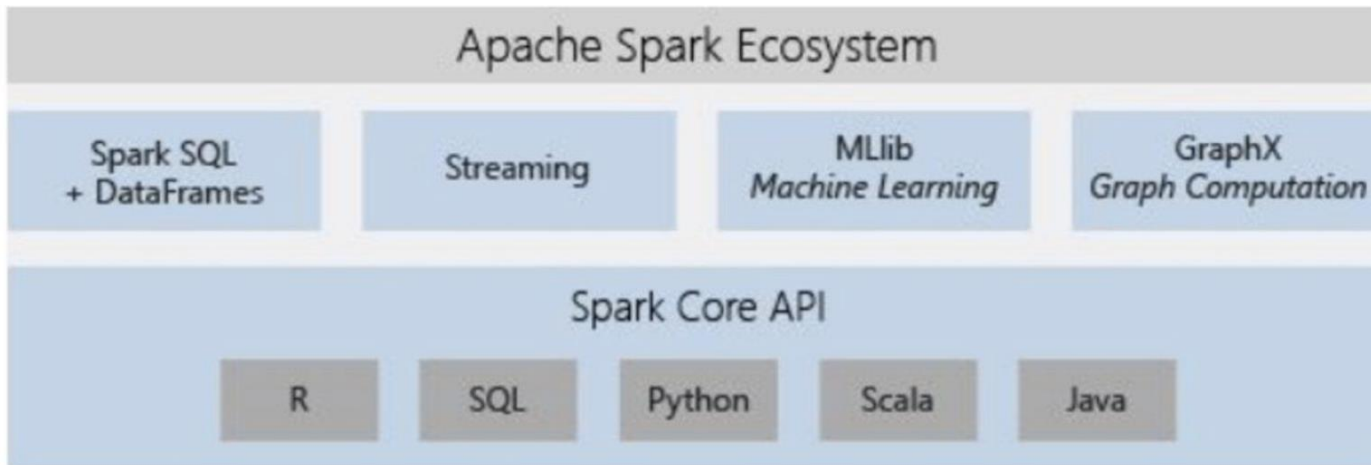 Apache Spark Ecosystem
Spark SQL
+ DataFrames
Streaming
MLlib
Machine Learning
GraphX
Graph Computation
Spark Core API
R
SQL
Python
Scala
Java